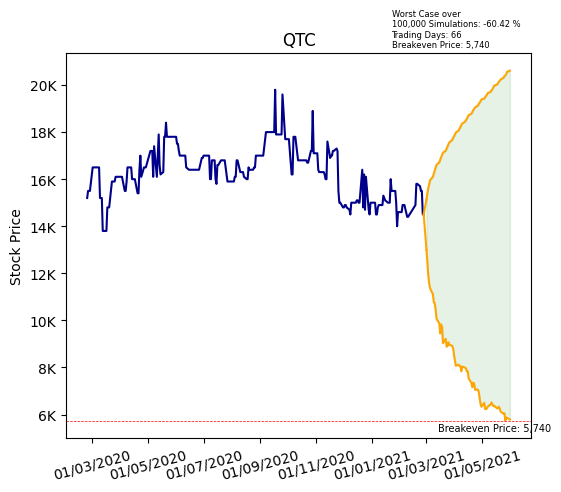 Worst Case over
100,000 Simulations: -60.42 %
Trading Days: 66
Breakeven Price: 5,740
QTC
Stock Price
20K
18K
16K
14K
12K
10K
8K
6K
Breakeven Price: 5,740
01/03/2020
01/05/2020
01/07/2020
01/09/2020
01/11/2020
01/01/2021
01/03/2021
01/05/2021